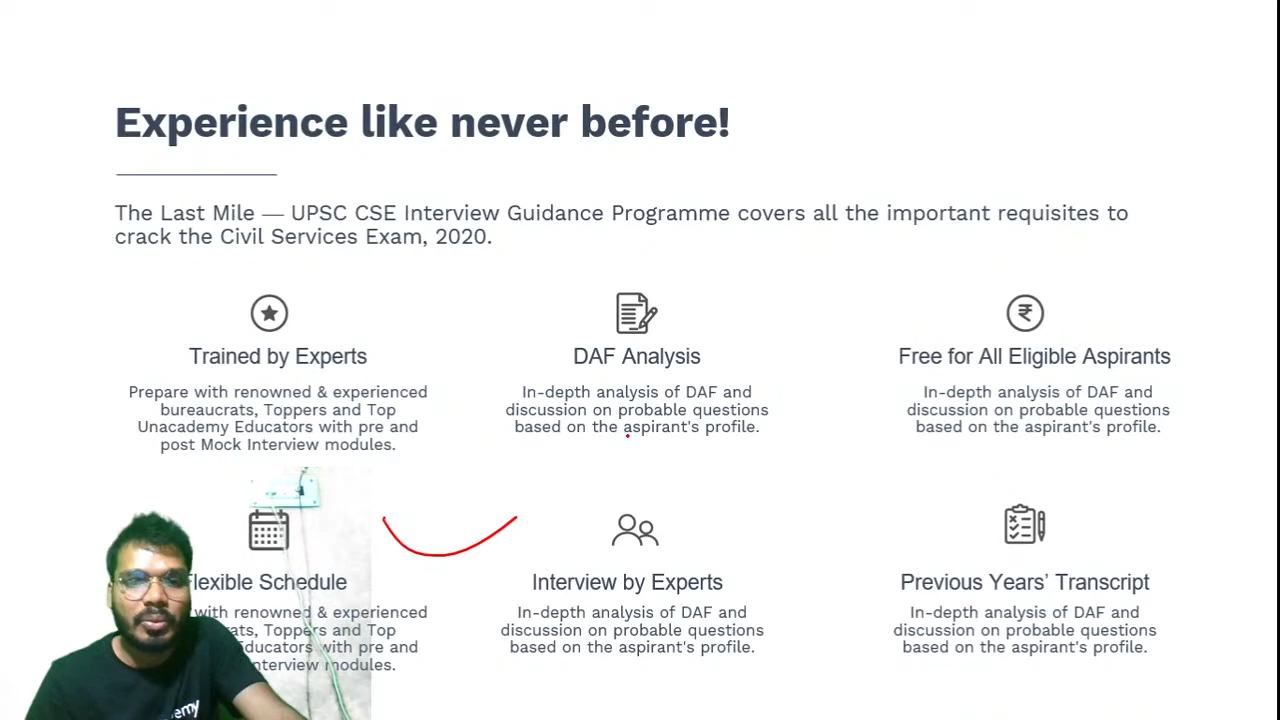 Experience like never before!
The Last Mile — UPSC CSE Interview Guidance Programme covers all the important requisites to
crack the Civil Services Exam, 2020.
Trained by Experts
Prepare with renowned & experienced
bureaucrats, Toppers and Top
Unacademy Educators with pre and
post Mock Interview modules.
DAF Analysis
In-depth analysis of DAF and
discussion on probable questions
based on the aspirant's profile.
Free for All Eligible Aspirants
In-depth analysis of DAF and
discussion on probable questions
based on the aspirant's profile.
Flexible Schedule
with renowned & experienced
Toppers and Top
Educators with pre and
Interview modules.
Interview by Experts
In-depth analysis of DAF and
discussion on probable questions
based on the aspirant's profile.
Previous Years’ Transcript
In-depth analysis of DAF and
discussion on probable questions
based on the aspirant's profile.